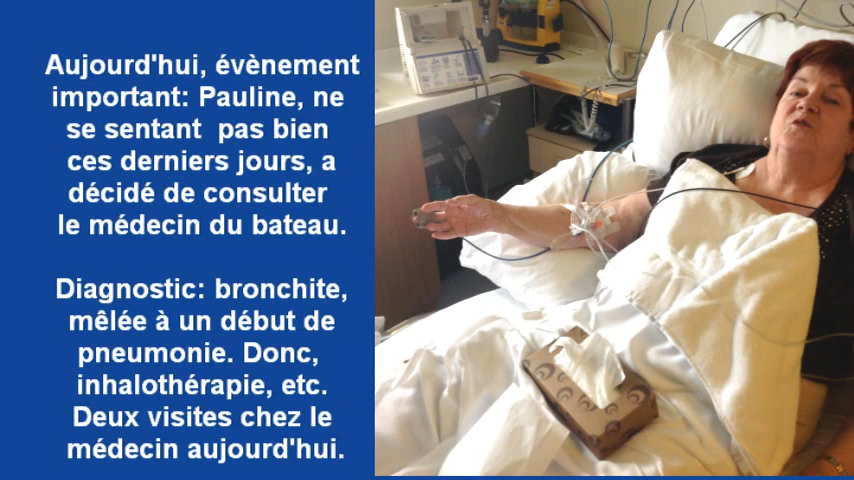 Aujourd'hui, évènement
important: Pauline, ne
se sentant pas bien
ces derniers jours, a
décidé de consulter
le médecin du bateau.
Diagnostic: bronchite,
mêlée à un début de
pneumonie. Donc,
inhalothérapie, etc.
Deux visites chez le
médecin aujourd'hui.